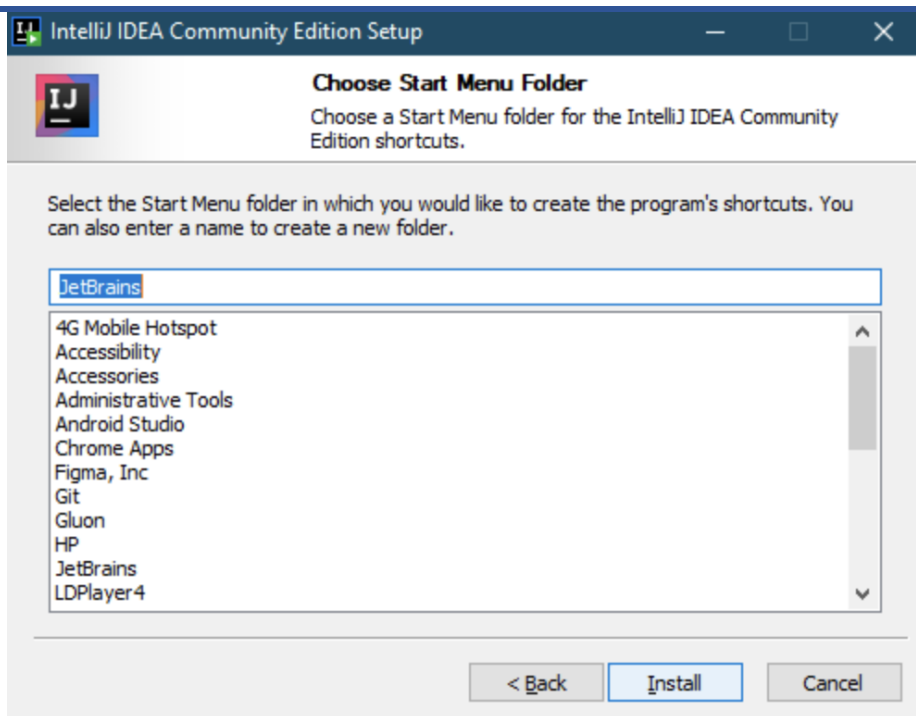 IntelliJ IDEA Community Edition Setup
IJ
Choose Start Menu Folder
Choose a Start Menu folder for the IntelliJ IDEA Community
Edition shortcuts.
Select the Start Menu folder in which you would like to create the program's shortcuts. You
can also enter a name to create a new folder.
JetBrains
4G Mobile Hotspot
Accessibility
Accessories
Administrative Tools
Android Studio
Chrome Apps
Figma, Inc
Git
Gluon
HP
JetBrains
LDPlayer4
< Back
Install
Cancel